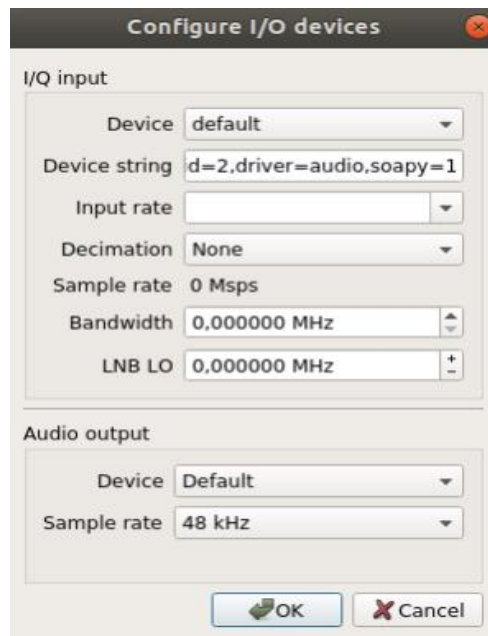 Configure I/O devices
I/Q input
Device default
Device string d=2,driver=audio,soapy=1
Input rate
Decimation None
Sample rate 0 Msps
Bandwidth 0,000000 MHz
LNB LO 0,000000 MHz
Audio output
Device Default
Sample rate 48 kHz
OK Cancel